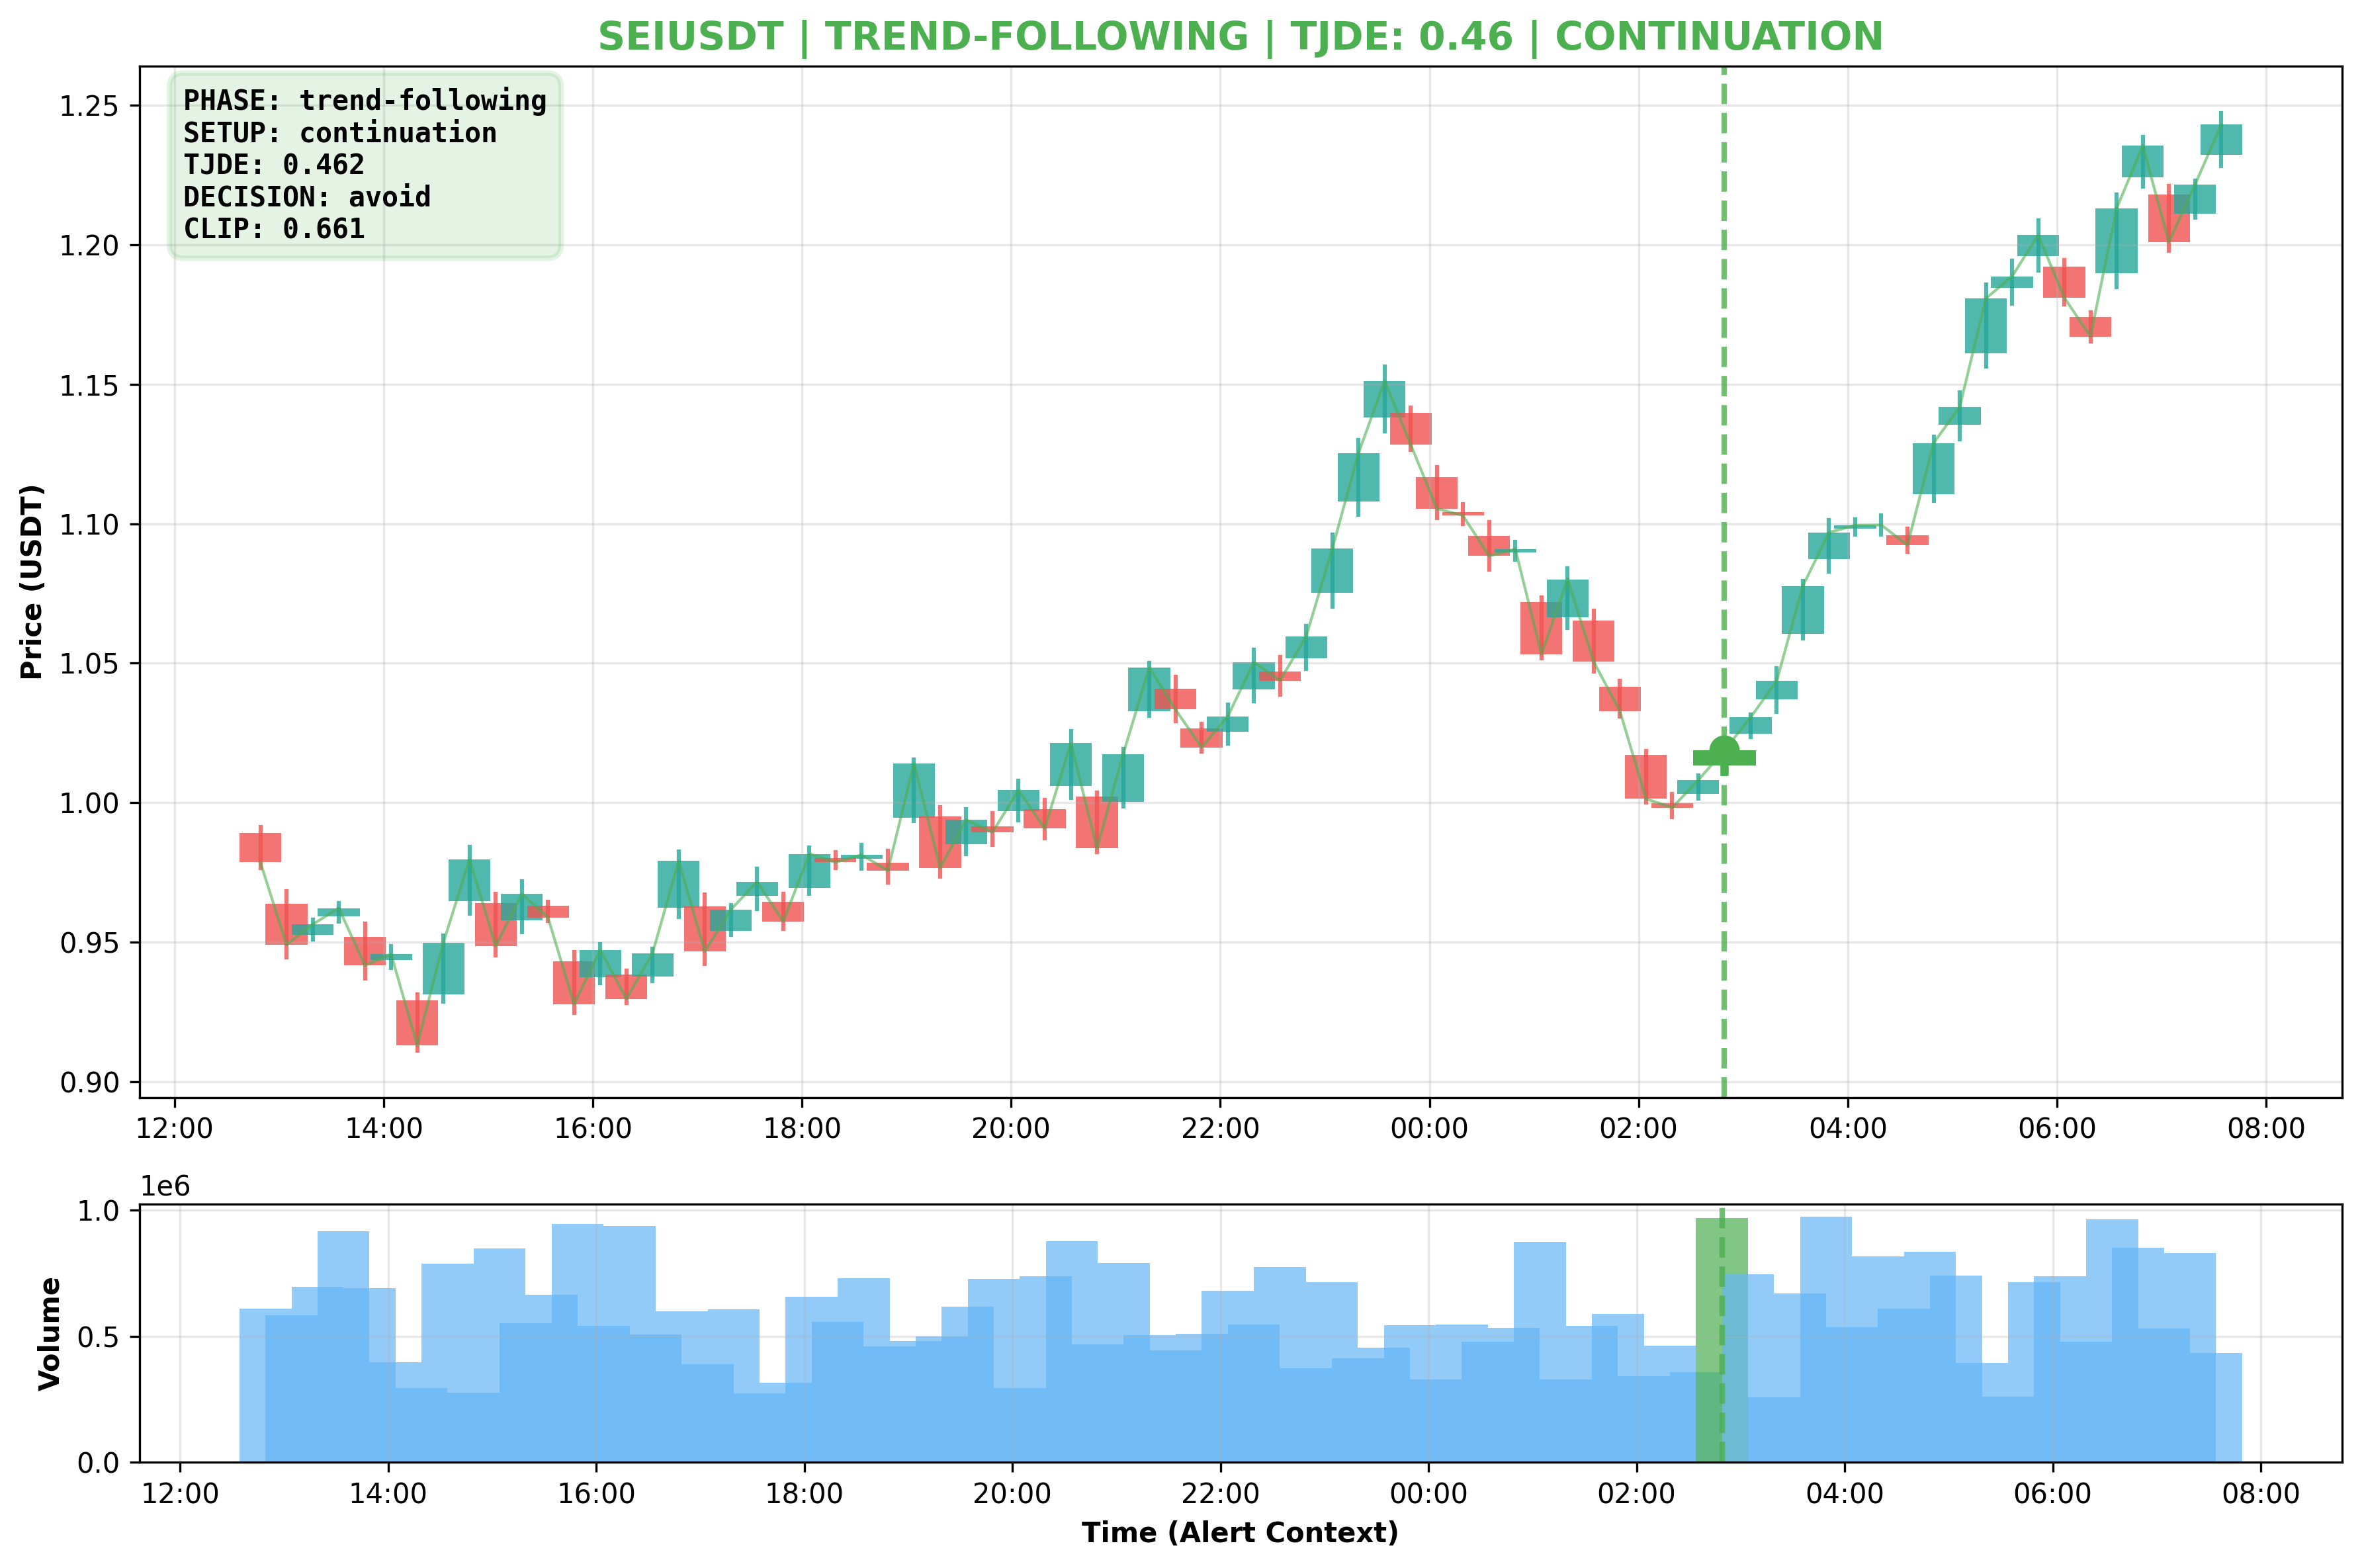 SEIUSDT | TREND-FOLLOWING | TJDE: 0.46 | CONTINUATION
PHASE: trend-following
SETUP: continuation
TJDE: 0.462
DECISION: avoid
CLIP: 0.661
Price (USDT)
1.25
1.20
1.15
1.10
1.05
1.00
0.95
0.90
12:00 14:00 16:00 18:00 20:00 22:00 00:00 02:00 04:00 06:00 08:00
1e6
Volume
1.0
0.5
0.0
12:00 14:00 16:00 18:00 20:00 22:00 00:00 02:00 04:00 06:00 08:00
Time (Alert Context)